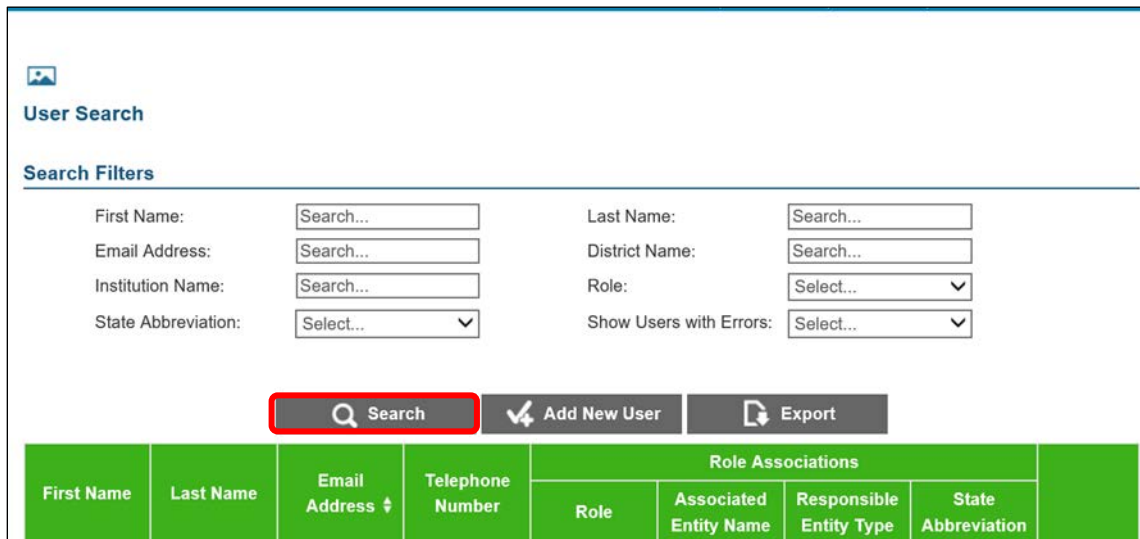 User Search
Search Filters
First Name: Search... Last Name: Search...
Email Address: Search... District Name: Search...
Institution Name: Search... Role: Select...
State Abbreviation: Select... Show Users with Errors: Select...
Search Add New User Export
Role Associations
First Name Last Name Email Address Telephone Number Role Associated Entity Name Responsible Entity Type State Abbreviation